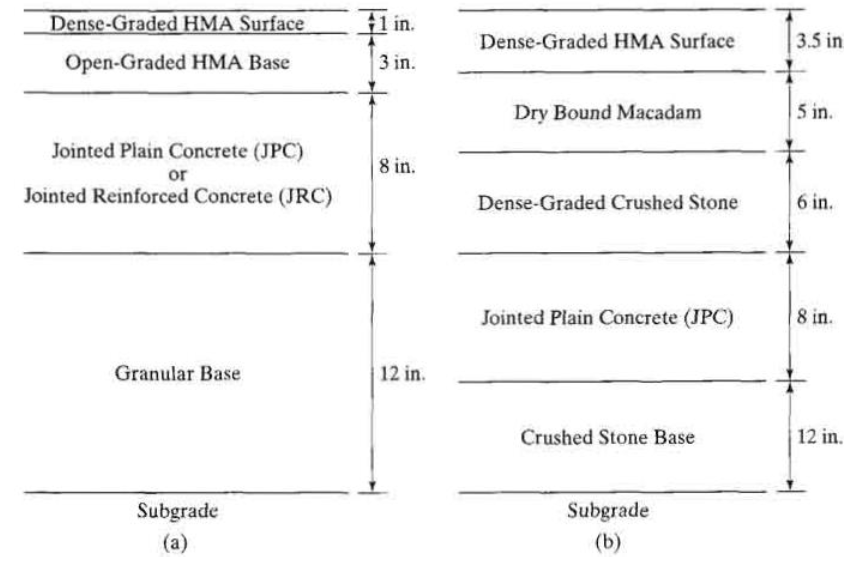 Dense-Graded HMA Surface
1 in.
Open-Graded HMA Base
3 in.
Jointed Plain Concrete (JPC)
or
Jointed Reinforced Concrete (JRC)
8 in.
Granular Base
12 in.
Subgrade
(a)
Dense-Graded HMA Surface
3.5 in
Dry Bound Macadam
5 in.
Dense-Graded Crushed Stone
6 in.
Jointed Plain Concrete (JPC)
8 in.
Crushed Stone Base
12 in.
Subgrade
(b)